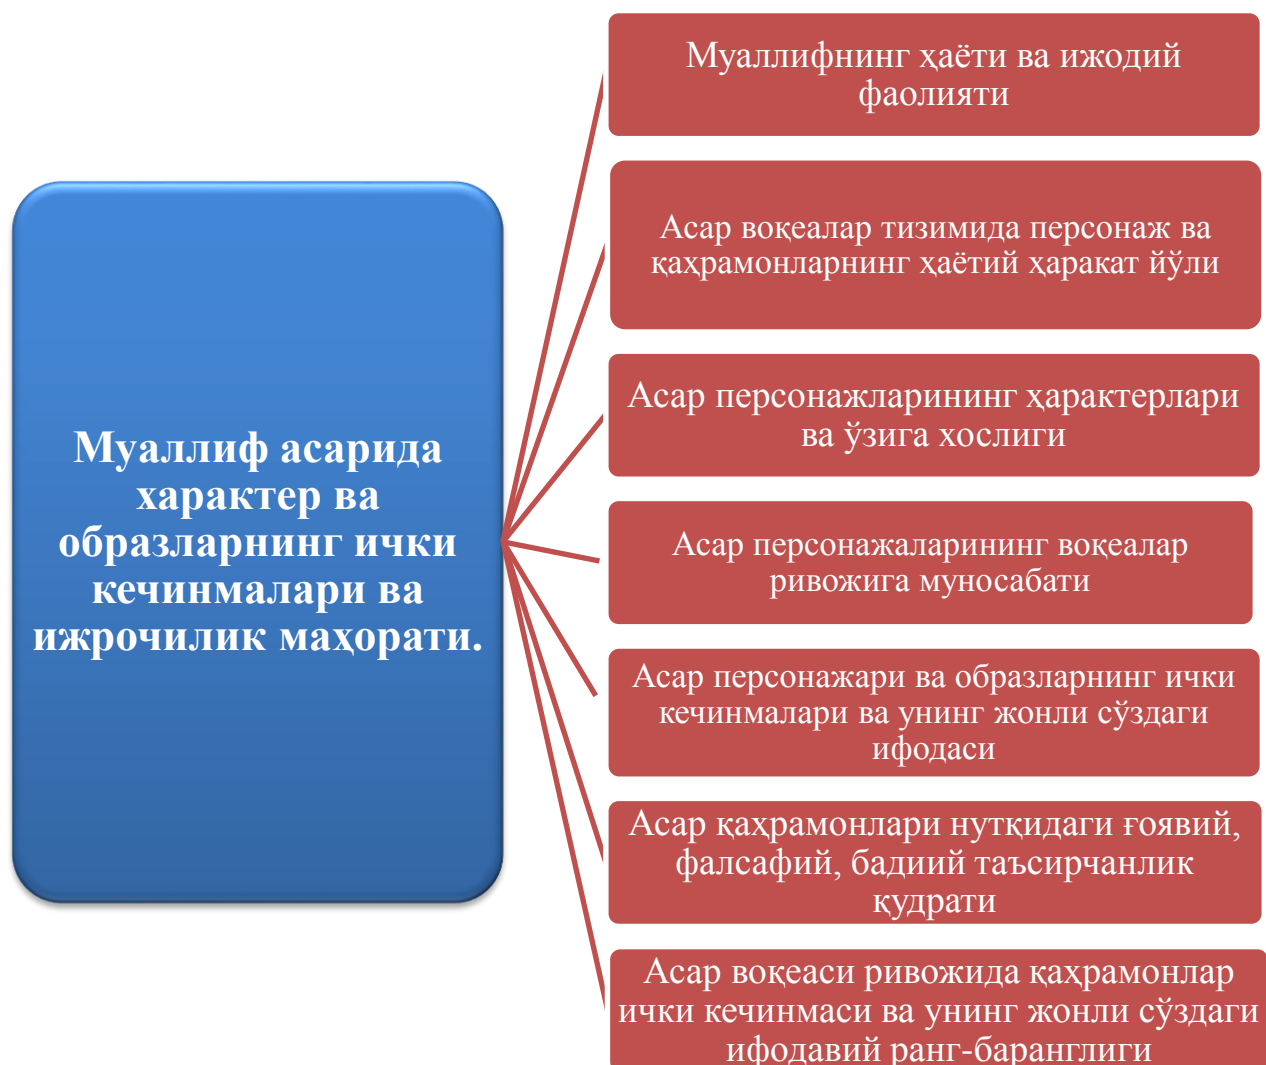 Муаллиф асарида
характер ва
образларнинг ички
кечинмалари ва
ижрочилик маҳорати.
Муаллифнинг ҳаёти ва ижодий
фаолияти
Асар воқеалар тизимида персонаж ва
қаҳрамонларнинг ҳаётий ҳаракат йўли
Асар персонажларининг ҳарактерлари
ва ўзига хослиги
Асар персонажаларининг воқеалар
ривожига муносабати
Асар персонажари ва образларнинг ички
кечинмалари ва унинг жонли сўздаги
ифодаси
Асар қаҳрамонлари нутқидаги ғоявий,
фалсафий, бадиий таъсирчанлик
қудрати
Асар воқеаси ривожида қаҳрамонлар
ички кечинмаси ва унинг жонли сўздаги
ифодавий ранг-баранглиги